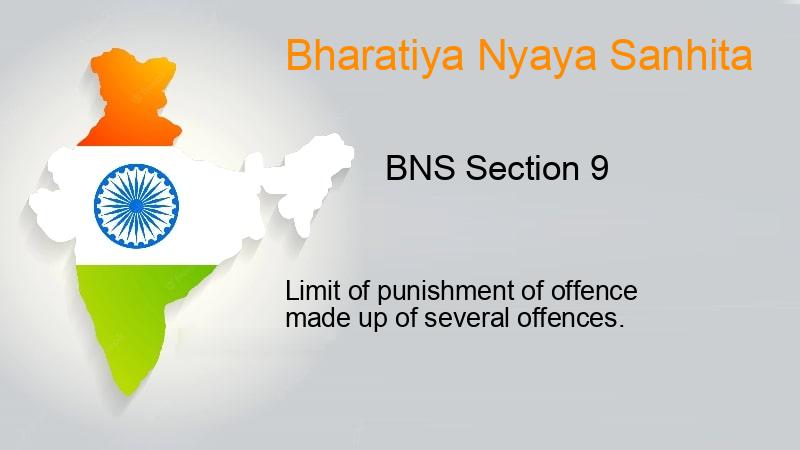 Bharatiya Nyaya Sanhita
BNS Section 9
Limit of punishment of offence
made up of several offences.